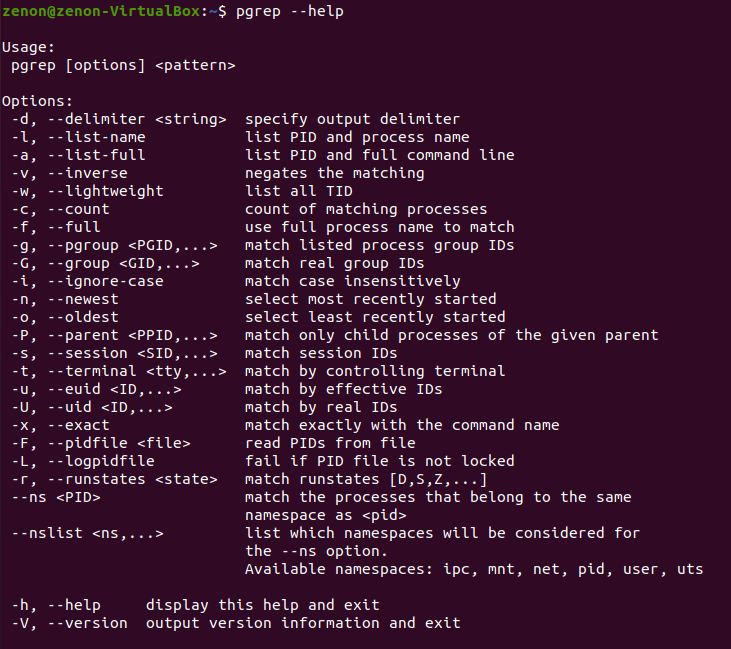 zenon@zenon-VirtualBox:~$ pgrep --help
Usage:
pgrep [options] <pattern>
Options:
-d, --delimiter <string>  specify output delimiter
-l, --list-name           list PID and process name
-a, --list-full           list PID and full command line
-v, --inverse             negates the matching
-w, --lightweight         list all TID
-c, --count               count of matching processes
-f, --full                use full process name to match
-g, --pgroup <PGID,...>   match listed process group IDs
-G, --group <GID,...>     match real group IDs
-i, --ignore-case         match case insensitively
-n, --newest              select most recently started
-o, --oldest              select least recently started
-P, --parent <PPID,...>   match only child processes of the given parent
-s, --session <SID,...>   match session IDs
-t, --terminal <tty,...>  match by controlling terminal
-u, --euid <ID,...>       match by effective IDs
-U, --uid <ID,...>        match by real IDs
-x, --exact               match exactly with the command name
-F, --pidfile <file>      read PIDs from file
-L, --logpidfile          fail if PID file is not locked
-r, --runstates <state>   match runstates [D,S,Z,...]
--ns <PID>                match the processes that belong to the same
namespace as <pid>
--nslist <ns,...>         list which namespaces will be considered for
the --ns option.
Available namespaces: ipc, mnt, net, pid, user, uts
-h, --help     display this help and exit
-V, --version  output version information and exit